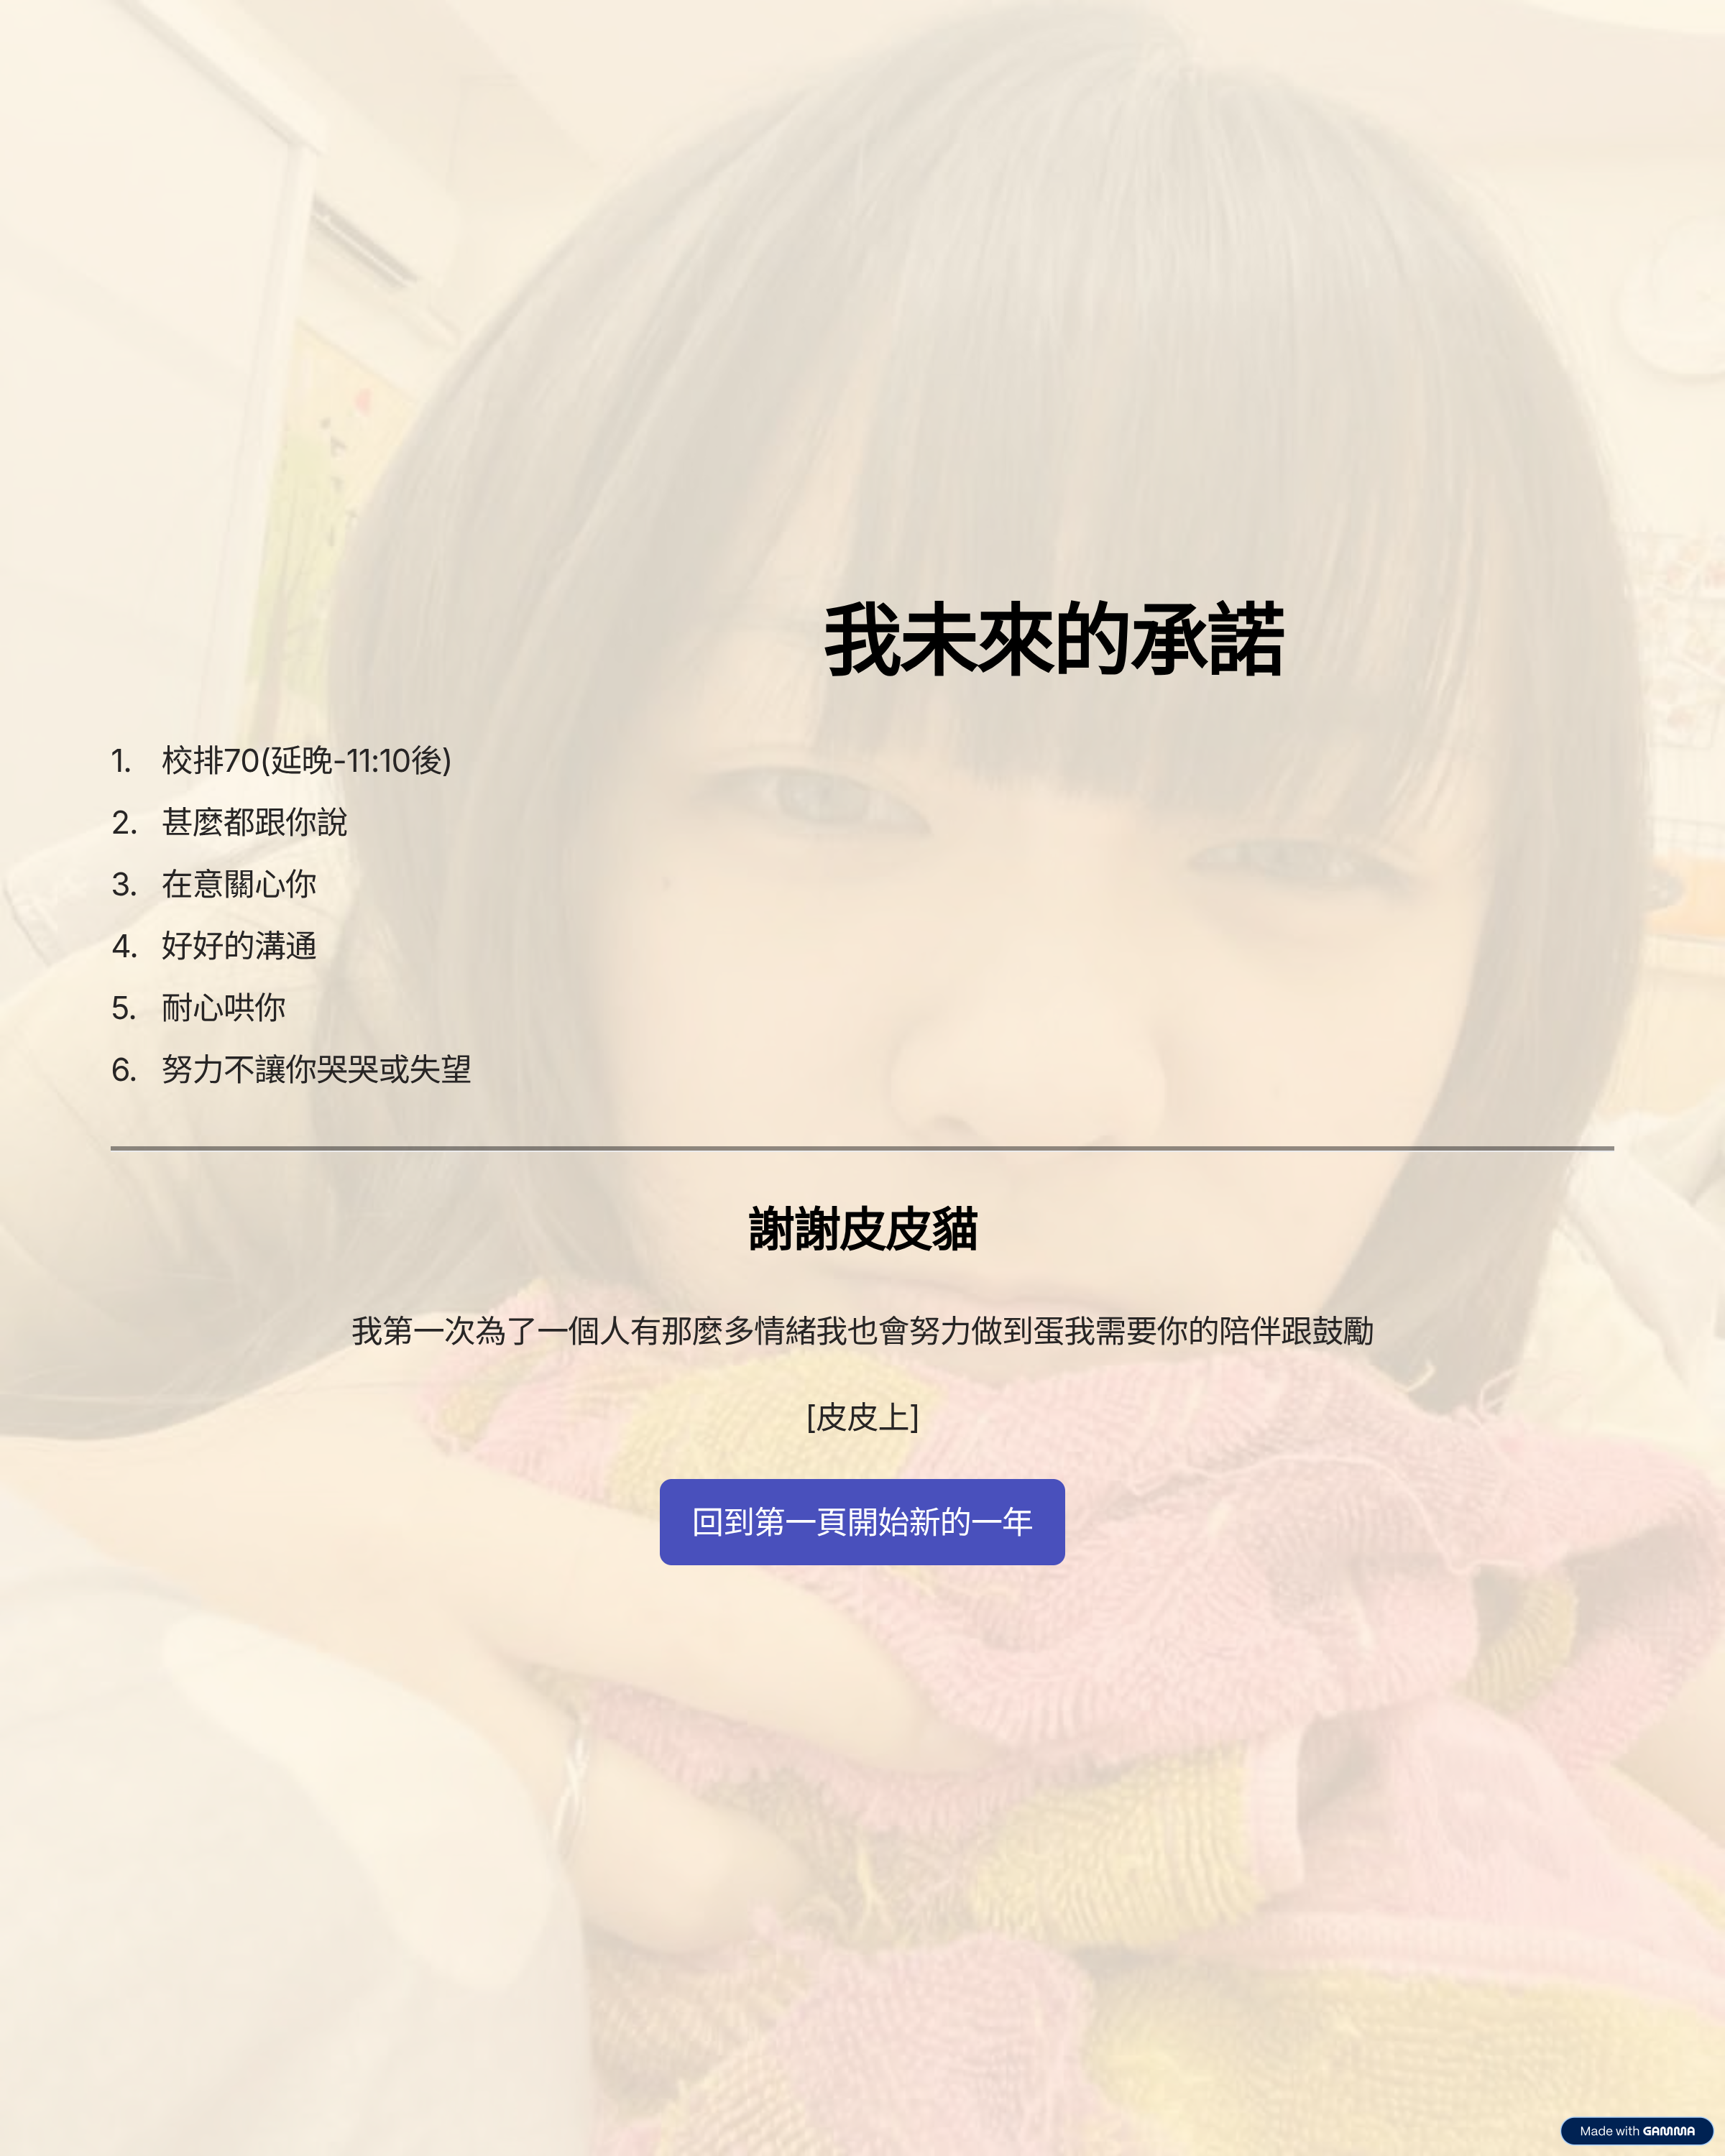 我未來的承諾
1. 校排70(延晚-11:10後)
2. 甚麼都跟你說
3. 在意關心你
4. 好好的溝通
5. 耐心哄你
6. 努力不讓你哭哭或失望
謝謝皮皮貓
我第一次為了一個人有那麼多情緒我也會努力做到蛋我需要你的陪伴跟鼓勵
[皮皮上]
回到第一頁開始新的一年
Made with GAMMA